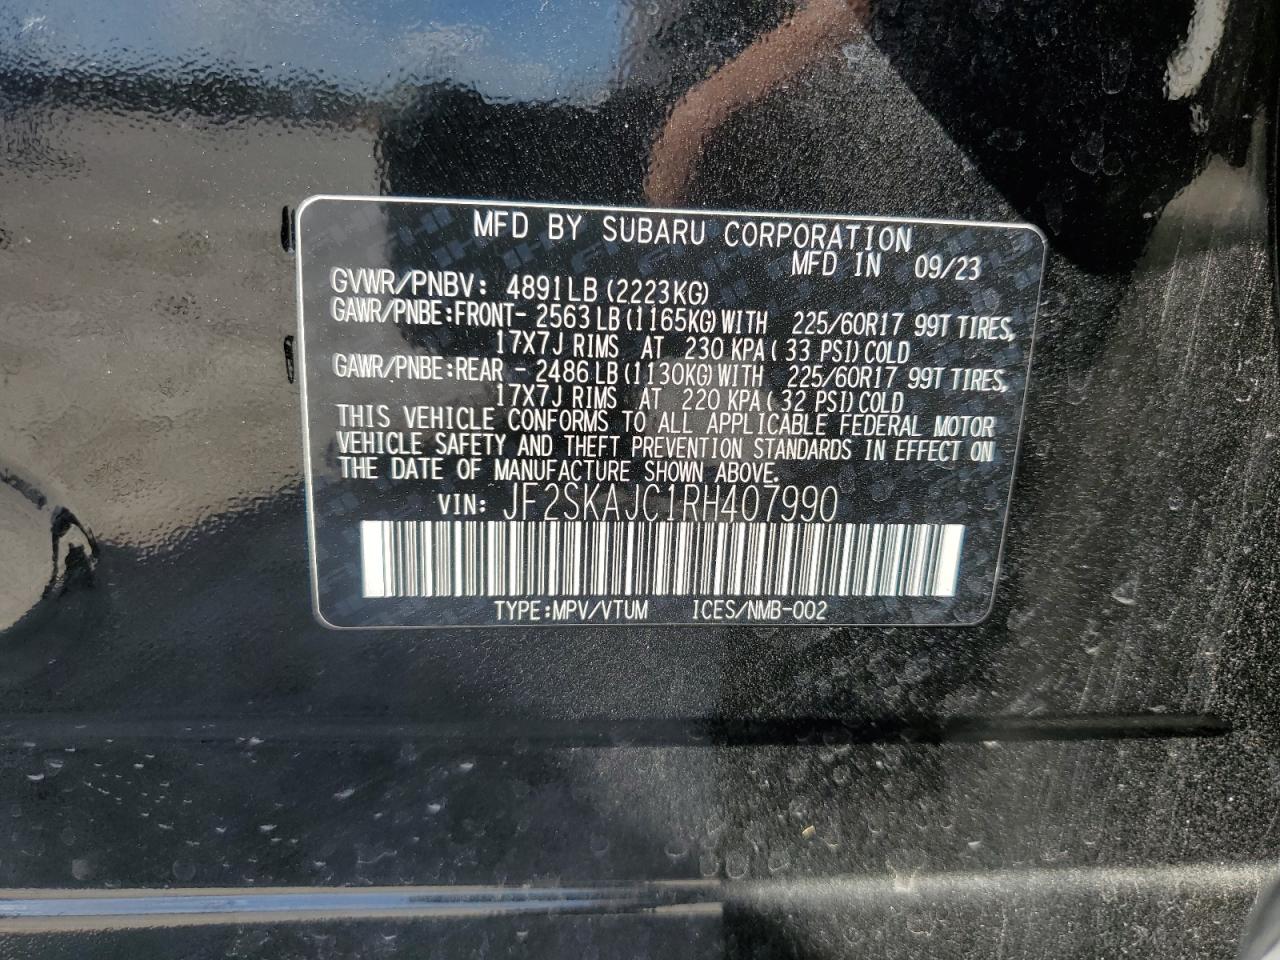 MFD BY SUBARU CORPORATION
MFD IN 09/23
GVWR/PNBV: 4891LB (2223KG)
GAWR/PNBE:FRONT- 2563 LB (1165KG) WITH 225/60R17 99T TIRES,
17X7J RIMS AT 230 KPA( 33 PSI)COLD
GAWR/PNBE:REAR - 2486 LB (1130KG) WITH 225/60R17 99T TIRES,
17X7J RIMS AT 220 KPA( 32 PSI)COLD
THIS VEHICLE CONFORMS TO ALL APPLICABLE FEDERAL MOTOR
VEHICLE SAFETY AND THEFT PREVENTION STANDARDS IN EFFECT ON
THE DATE OF MANUFACTURE SHOWN ABOVE.
VIN: JF2SKAJC1RH407990
TYPE:MPV/VTUM ICES/NMB-002